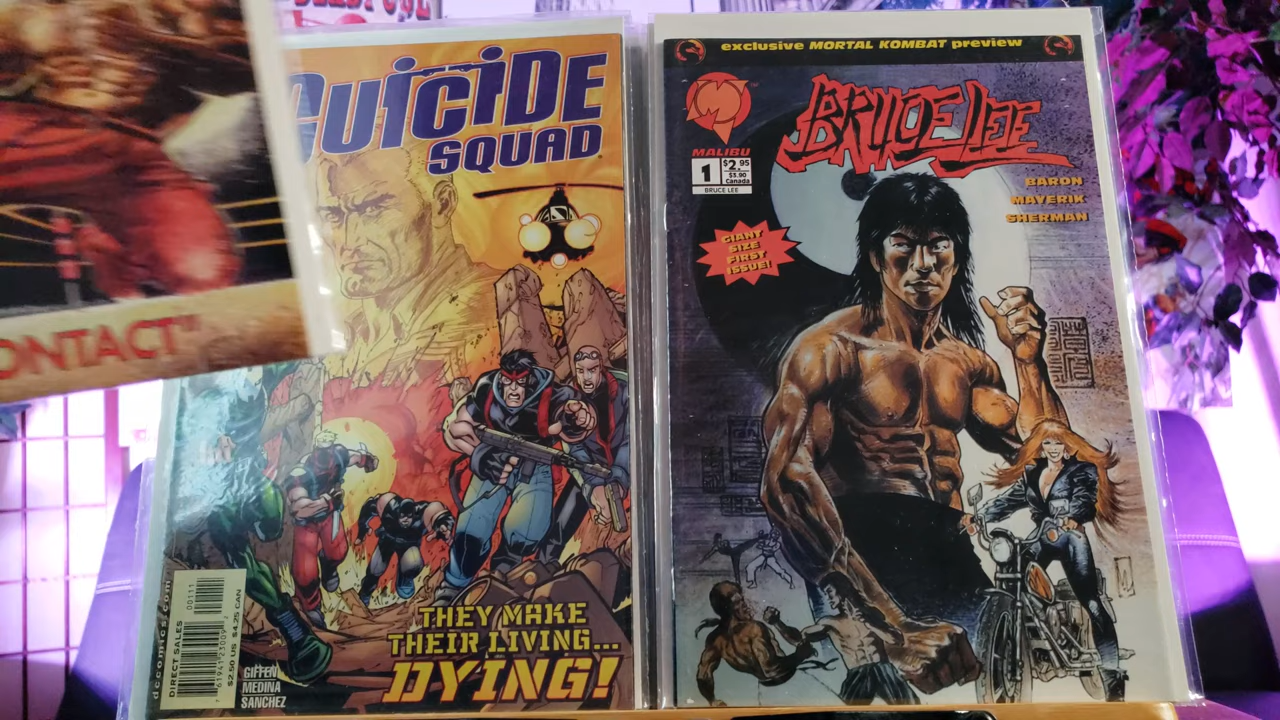 ONTACT"
SUICIDE
SQUAD
THEY MAKE
THEIR LIVING...
DYING!
GIFFEN
MEDINA
SANCHEZ
dccomics.com
DIRECT SALES
00111
$2.50 US $4.25 CAN
exclusive MORTAL KOMBAT preview
MALIBU
1
$2.95
$3.90
Canada
BRUCE LEE
BRUCE LEE
BARON
MAYERIK
SHERMAN
GIANT
SIZE
FIRST
ISSUE!